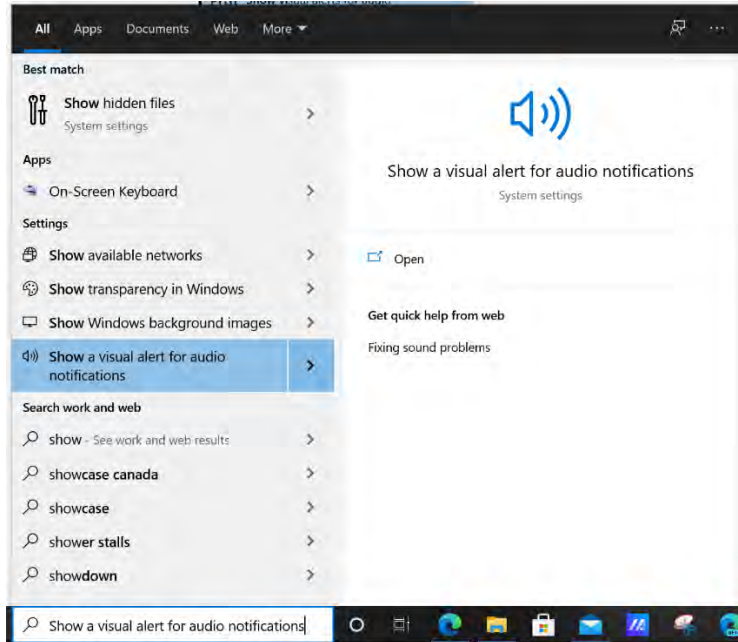 All Apps Documents Web More
Best match
Show hidden files
System settings
Apps
On-Screen Keyboard
Settings
Show available networks
Show transparency in Windows
Show Windows background images
Show a visual alert for audio
notifications
Search work and web
show - See work and web results
showcase canada
showcase
shower stalls
showdown
Show a visual alert for audio notifications
System settings
Open
Get quick help from web
Fixing sound problems
Show a visual alert for audio notifications